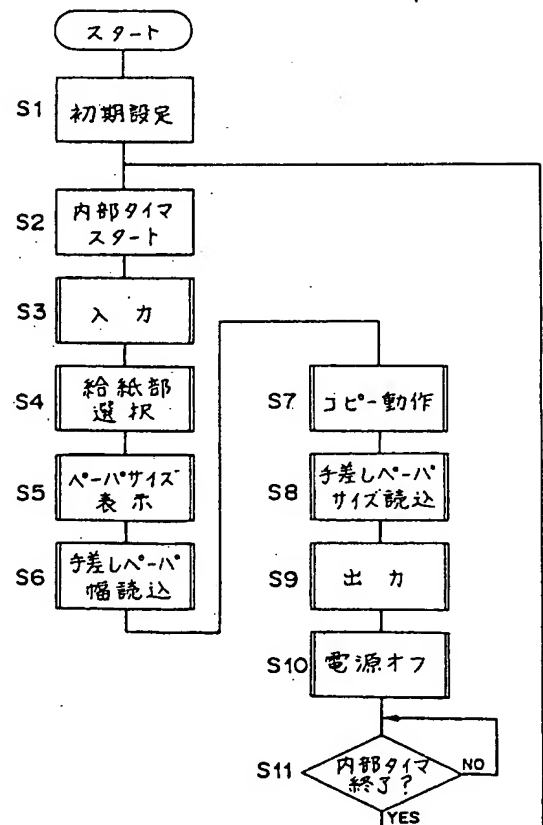 スタート
S1 初期設定
S2 内部タイマ
スタート
S3 入力
S4 給紙部
選択
S5 ペーパサイズ
表示
S6 手差しペーパ
幅読込
S7 コピー動作
S8 手差しペーパ
サイズ読込
S9 出力
S10 電源オフ
S11 内部タイマ
終了?
NO
YES